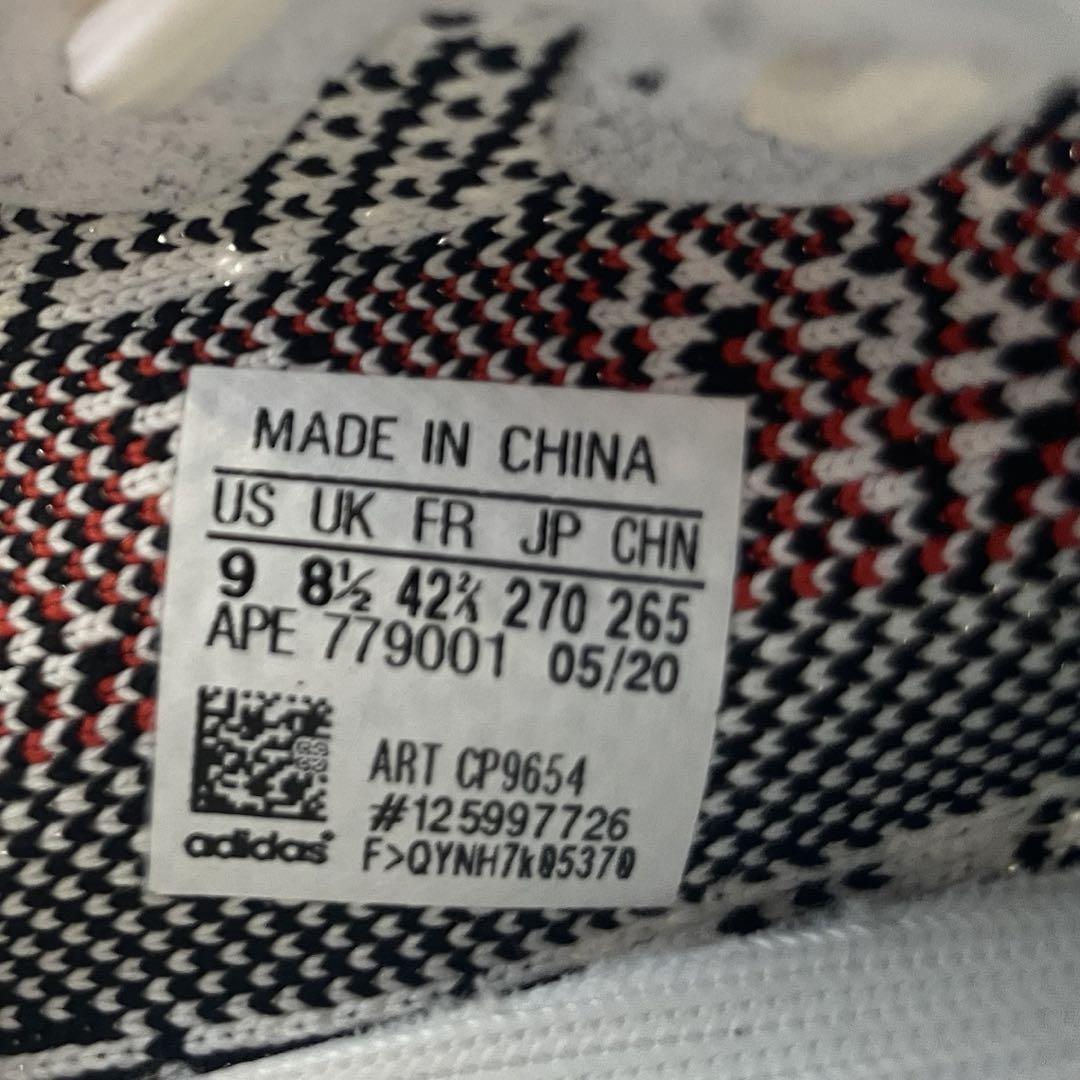 MADE IN CHINA
US UK FR JP CHN
9 8½ 42⅔ 270 265
APE 779001 05/20
ART CP9654
#125997726
adidas F>QYNH7k05370